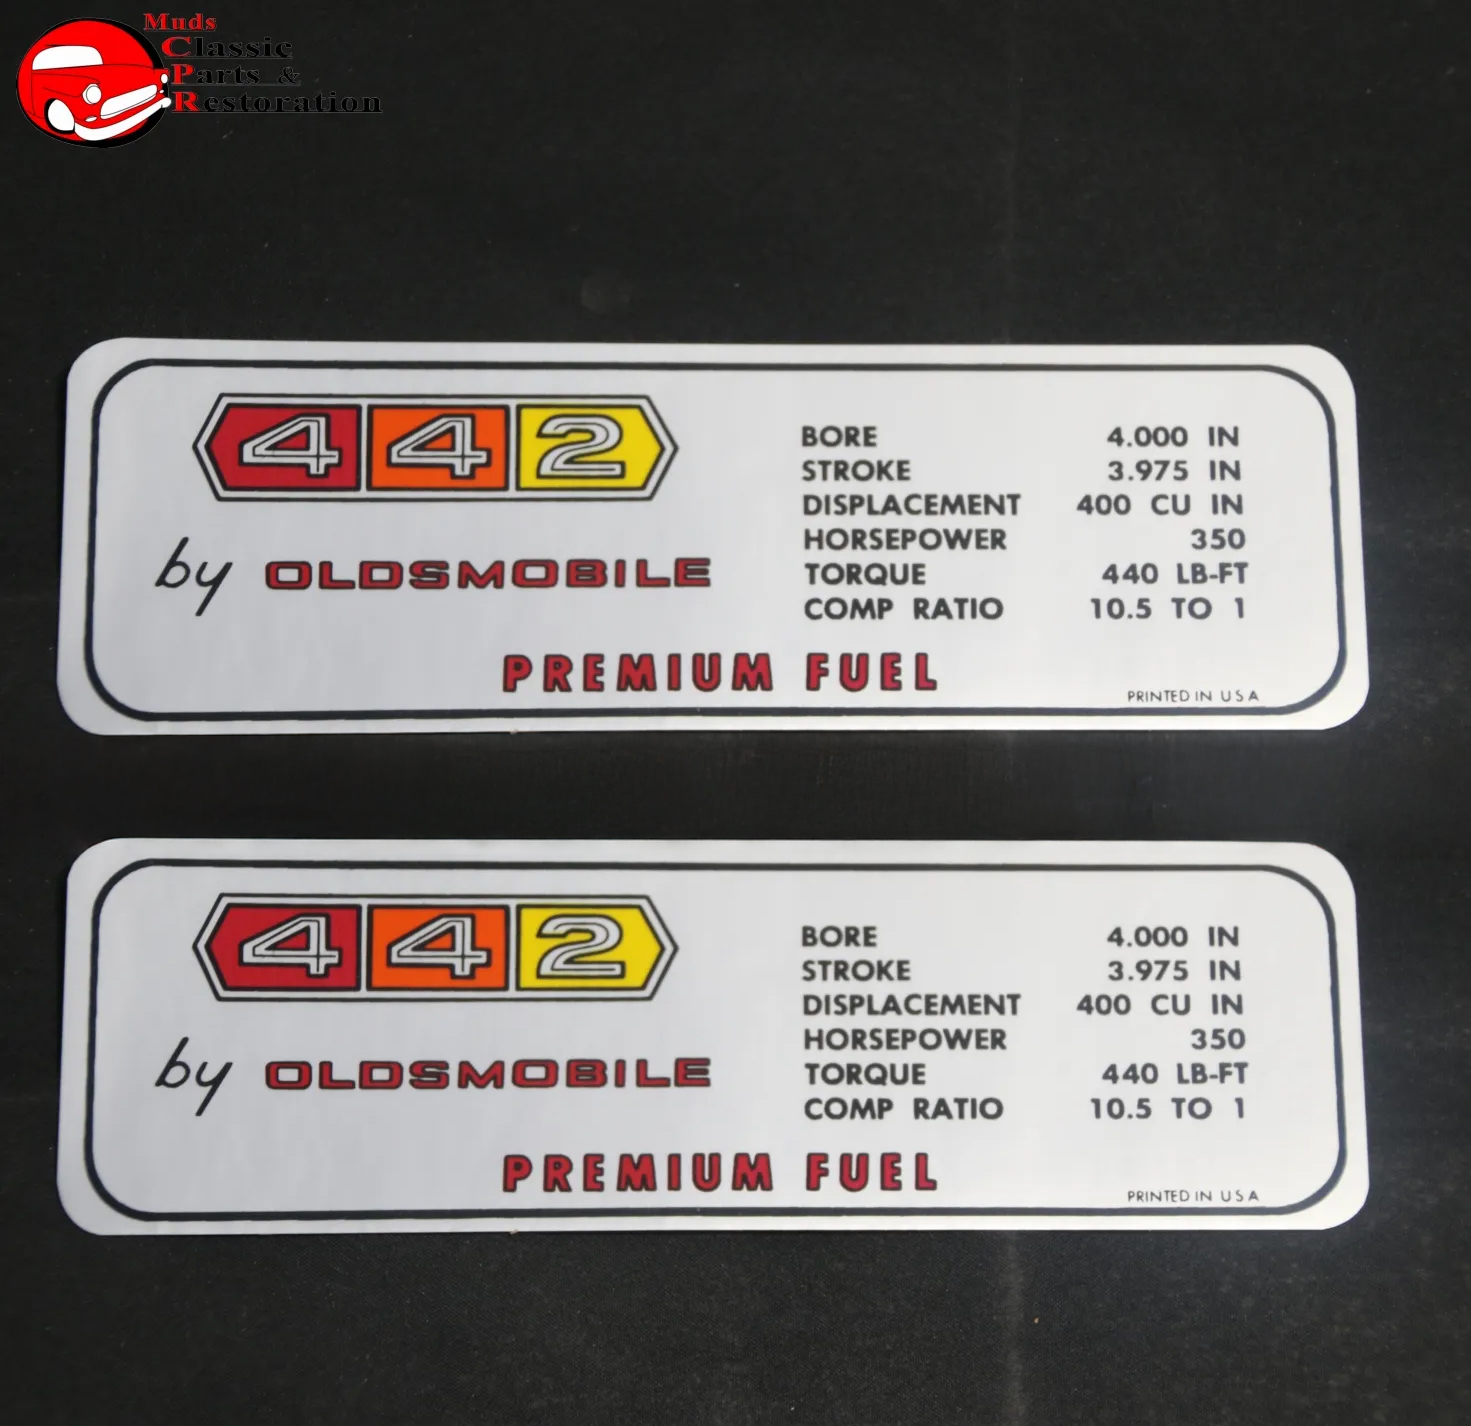 Muds
Classic
Parts &
Restoration
442
by OLDSMOBILE
BORE 4.000 IN
STROKE 3.975 IN
DISPLACEMENT 400 CU IN
HORSEPOWER 350
TORQUE 440 LB-FT
COMP RATIO 10.5 TO 1
PREMIUM FUEL
PRINTED IN U S A
442
by OLDSMOBILE
BORE 4.000 IN
STROKE 3.975 IN
DISPLACEMENT 400 CU IN
HORSEPOWER 350
TORQUE 440 LB-FT
COMP RATIO 10.5 TO 1
PREMIUM FUEL
PRINTED IN U S A